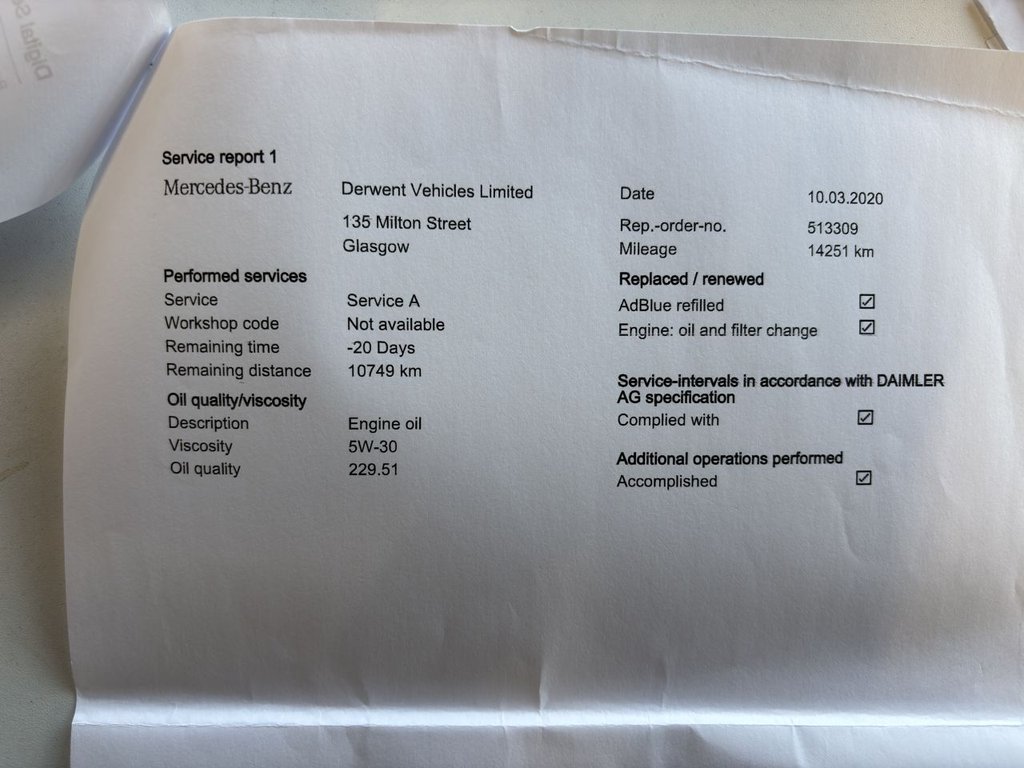 Digital S
Service report 1
Mercedes-Benz Derwent Vehicles Limited Date 10.03.2020
135 Milton Street Rep.-order-no. 513309
Glasgow Mileage 14251 km
Performed services Replaced / renewed
Service Service A AdBlue refilled ☑
Workshop code Not available Engine: oil and filter change ☑
Remaining time -20 Days
Remaining distance 10749 km Service-intervals in accordance with DAIMLER
Oil quality/viscosity AG specification
Description Engine oil Complied with ☑
Viscosity 5W-30 Additional operations performed
Oil quality 229.51 Accomplished ☑